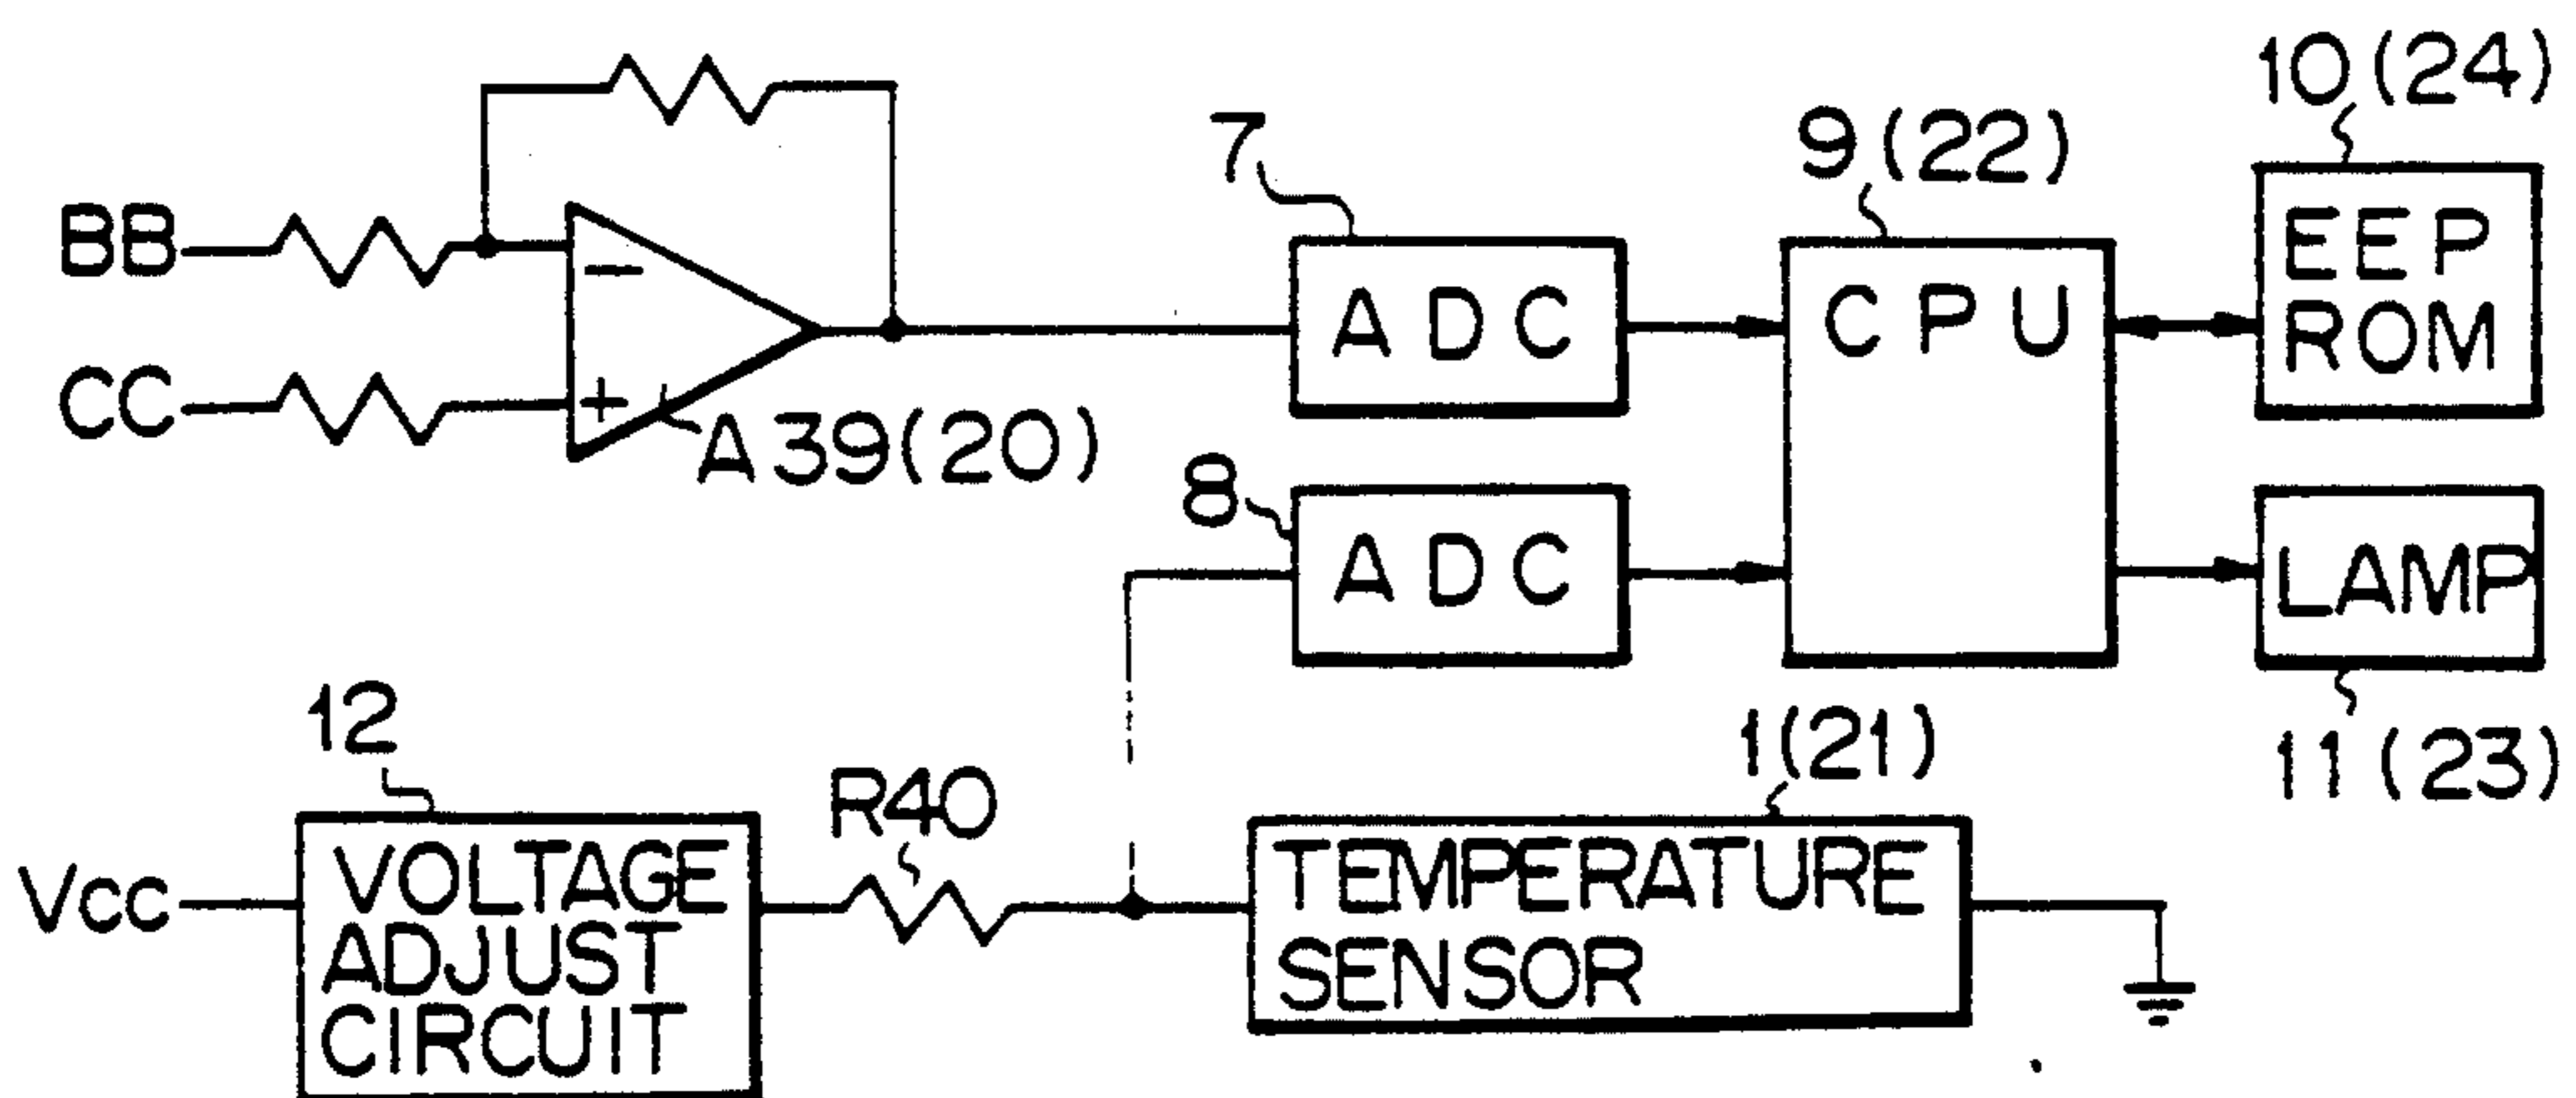 10(24)
7
9(22)
BB
EEP
ROM
ADC
CPU
−
CC
+
A39(20)
8
ADC
LAMP
12
R40
1(21)
11(23)
Vcc
VOLTAGE
ADJUST
CIRCUIT
TEMPERATURE
SENSOR